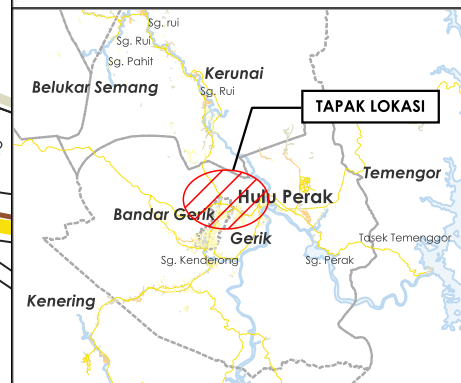 Sg. rui
Sg. Rui
Sg. Pahit
Kerunai
Belukar Semang
Sg. Rui
TAPAK LOKASI
Temengor
Hulu Perak
Bandar Gerik
Gerik
Tasek Temenggor
Sg. Kenderong
Sg. Perak
Kenering